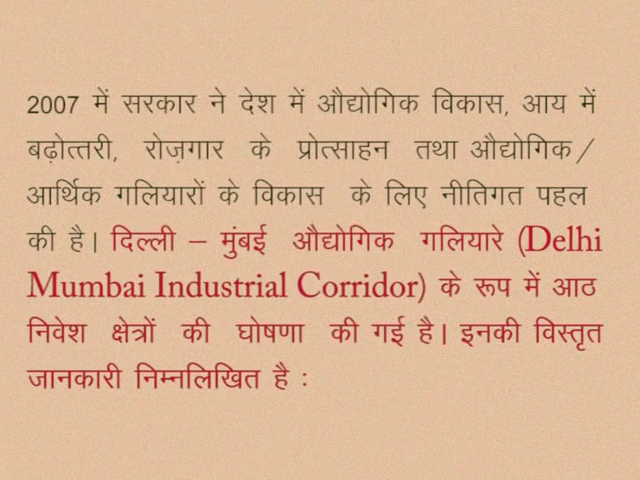 2007 में सरकार ने देश में औद्योगिक विकास, आय में
बढ़ोत्तरी, रोज़गार के प्रोत्साहन तथा औद्योगिक/
आर्थिक गलियारों के विकास के लिए नीतिगत पहल
की है। दिल्ली – मुंबई औद्योगिक गलियारे (Delhi
Mumbai Industrial Corridor) के रूप में आठ
निवेश क्षेत्रों की घोषणा की गई है। इनकी विस्तृत
जानकारी निम्नलिखित है :